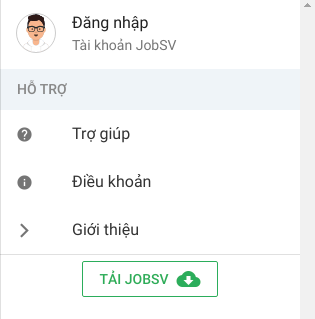 Đăng nhập
Tài khoản JobSV
HỖ TRỢ
Trợ giúp
Điều khoản
Giới thiệu
TẢI JOBSV